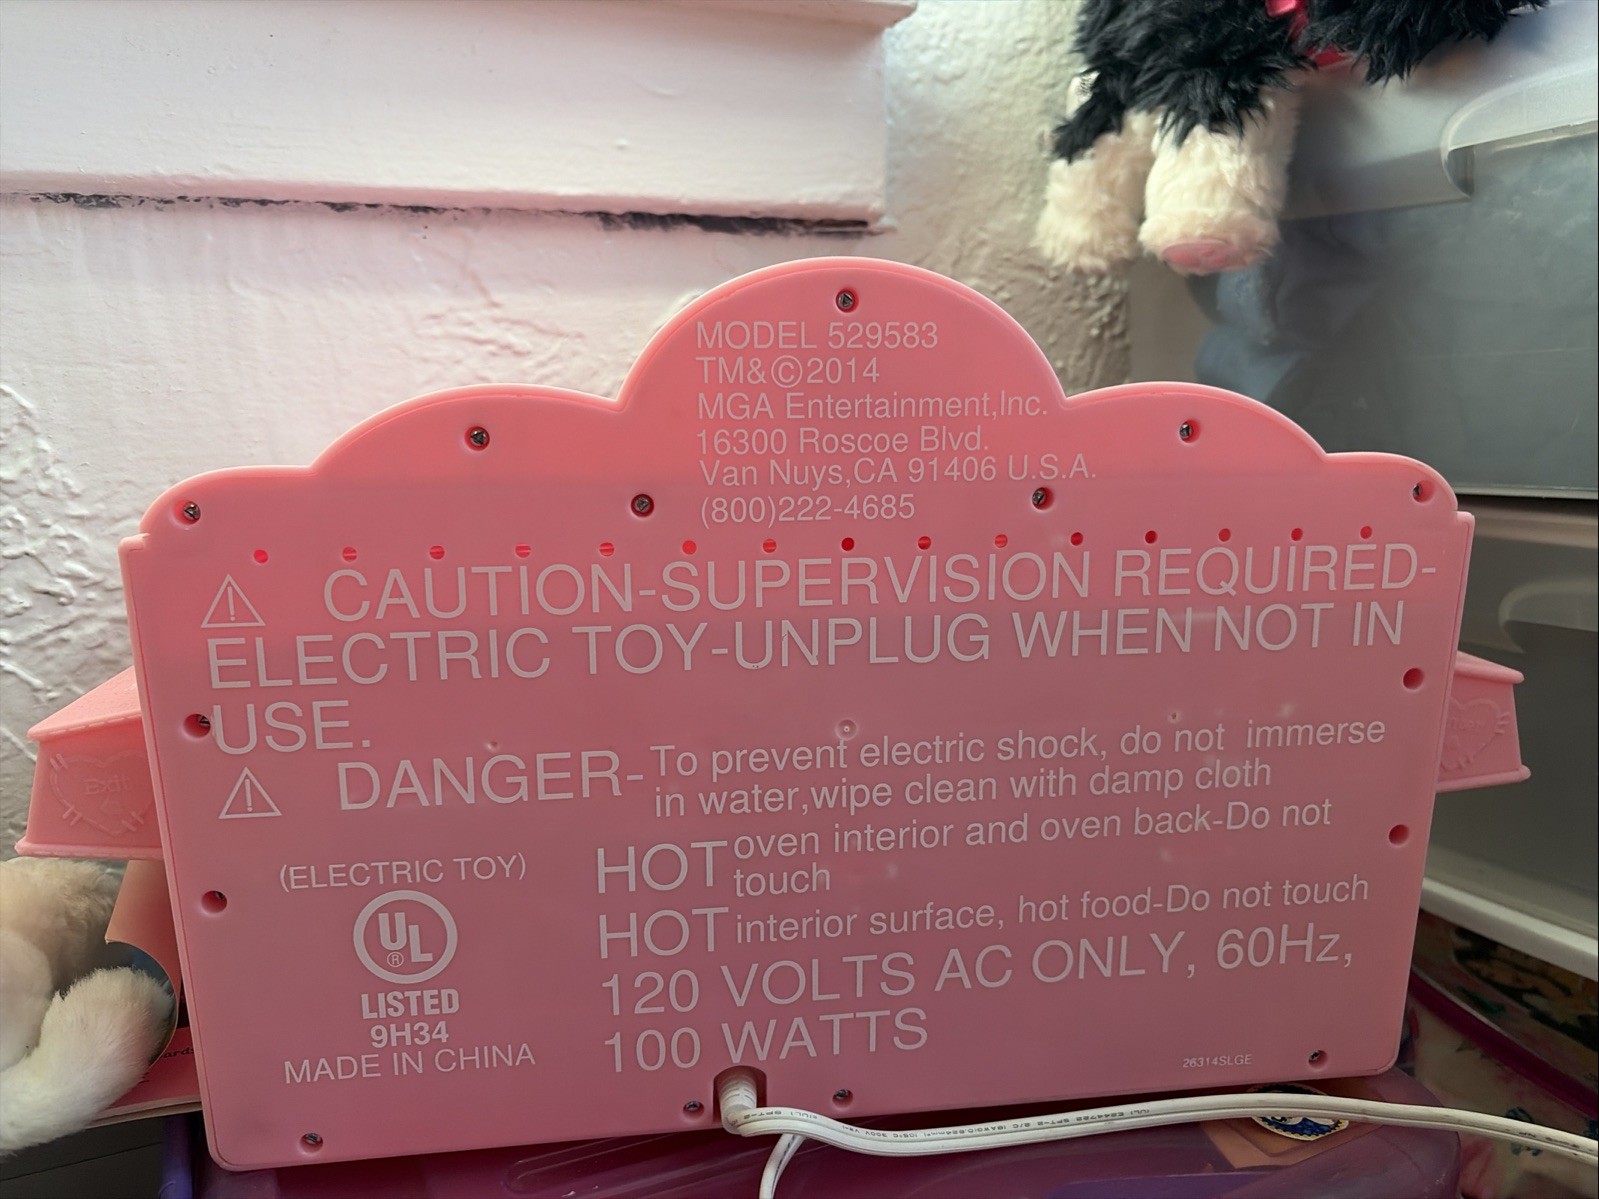 MODEL 529583
TM&©2014
MGA Entertainment,Inc.
16300 Roscoe Blvd.
Van Nuys,CA 91406 U.S.A.
(800)222-4685
⚠ CAUTION-SUPERVISION REQUIRED-
ELECTRIC TOY-UNPLUG WHEN NOT IN
USE.
⚠ DANGER-To prevent electric shock, do not immerse
in water,wipe clean with damp cloth
HOT oven interior and oven back-Do not
touch
HOT interior surface, hot food-Do not touch
120 VOLTS AC ONLY, 60Hz,
100 WATTS
(ELECTRIC TOY)
UL
®
LISTED
9H34
MADE IN CHINA
26314SLGE
Exit